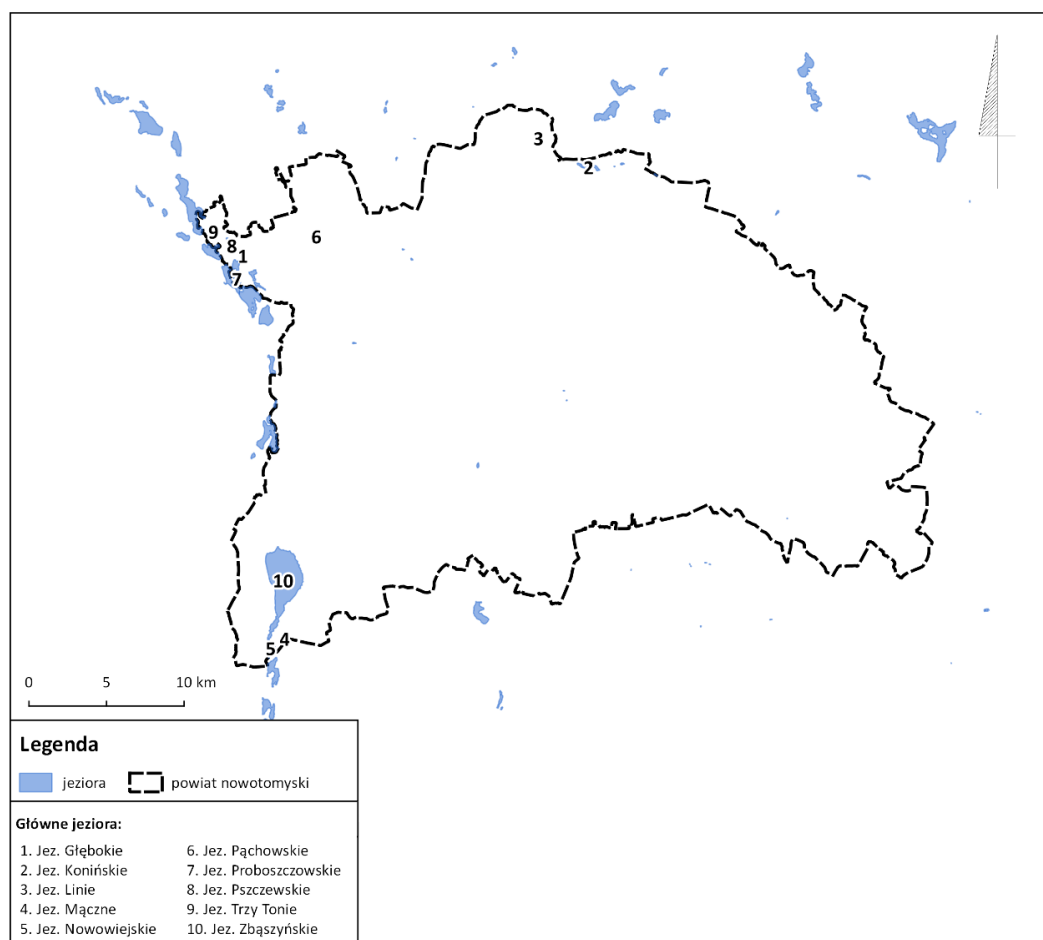 3
2
9
8
6
1
7
10
4
5
0 5 10 km
Legenda
jeziora powiat nowotomyski
Główne jeziora:
1. Jez. Głębokie 6. Jez. Pąchowskie
2. Jez. Konińskie 7. Jez. Proboszczowskie
3. Jez. Linie 8. Jez. Pszczewskie
4. Jez. Mączne 9. Jez. Trzy Tonie
5. Jez. Nowowiejskie 10. Jez. Zbąszyńskie